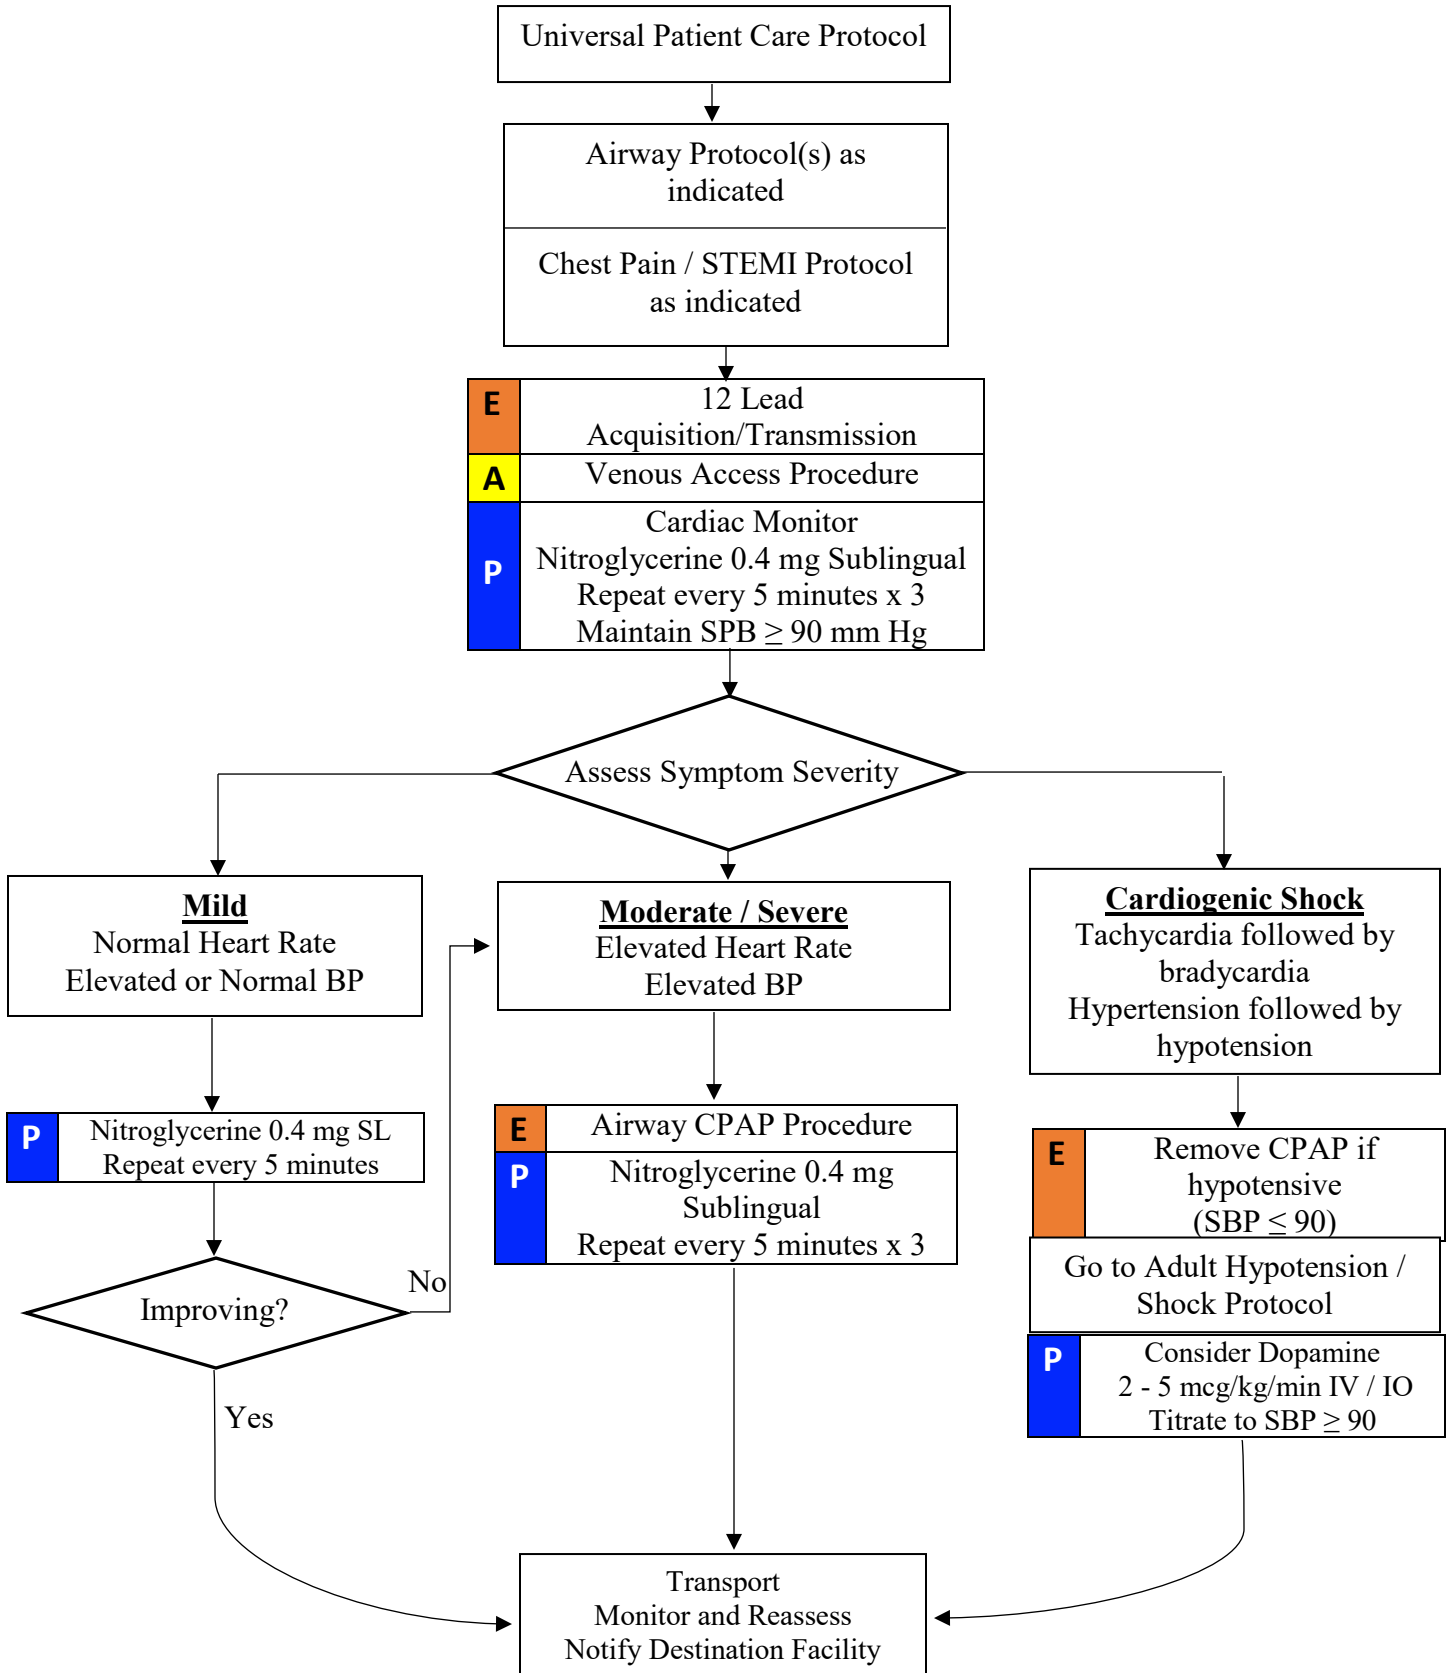 Universal Patient Care Protocol
Airway Protocol(s) as
indicated
Chest Pain / STEMI Protocol
as indicated
E
12 Lead
Acquisition/Transmission
A
Venous Access Procedure
P
Cardiac Monitor
Nitroglycerine 0.4 mg Sublingual
Repeat every 5 minutes x 3
Maintain SPB ≥ 90 mm Hg
Assess Symptom Severity
Mild
Normal Heart Rate
Elevated or Normal BP
P
Nitroglycerine 0.4 mg SL
Repeat every 5 minutes
Improving?
No
Yes
Moderate / Severe
Elevated Heart Rate
Elevated BP
E
Airway CPAP Procedure
P
Nitroglycerine 0.4 mg
Sublingual
Repeat every 5 minutes x 3
Cardiogenic Shock
Tachycardia followed by
bradycardia
Hypertension followed by
hypotension
E
Remove CPAP if
hypotensive
(SBP ≤ 90)
Go to Adult Hypotension /
Shock Protocol
P
Consider Dopamine
2 - 5 mcg/kg/min IV / IO
Titrate to SBP ≥ 90
Transport
Monitor and Reassess
Notify Destination Facility